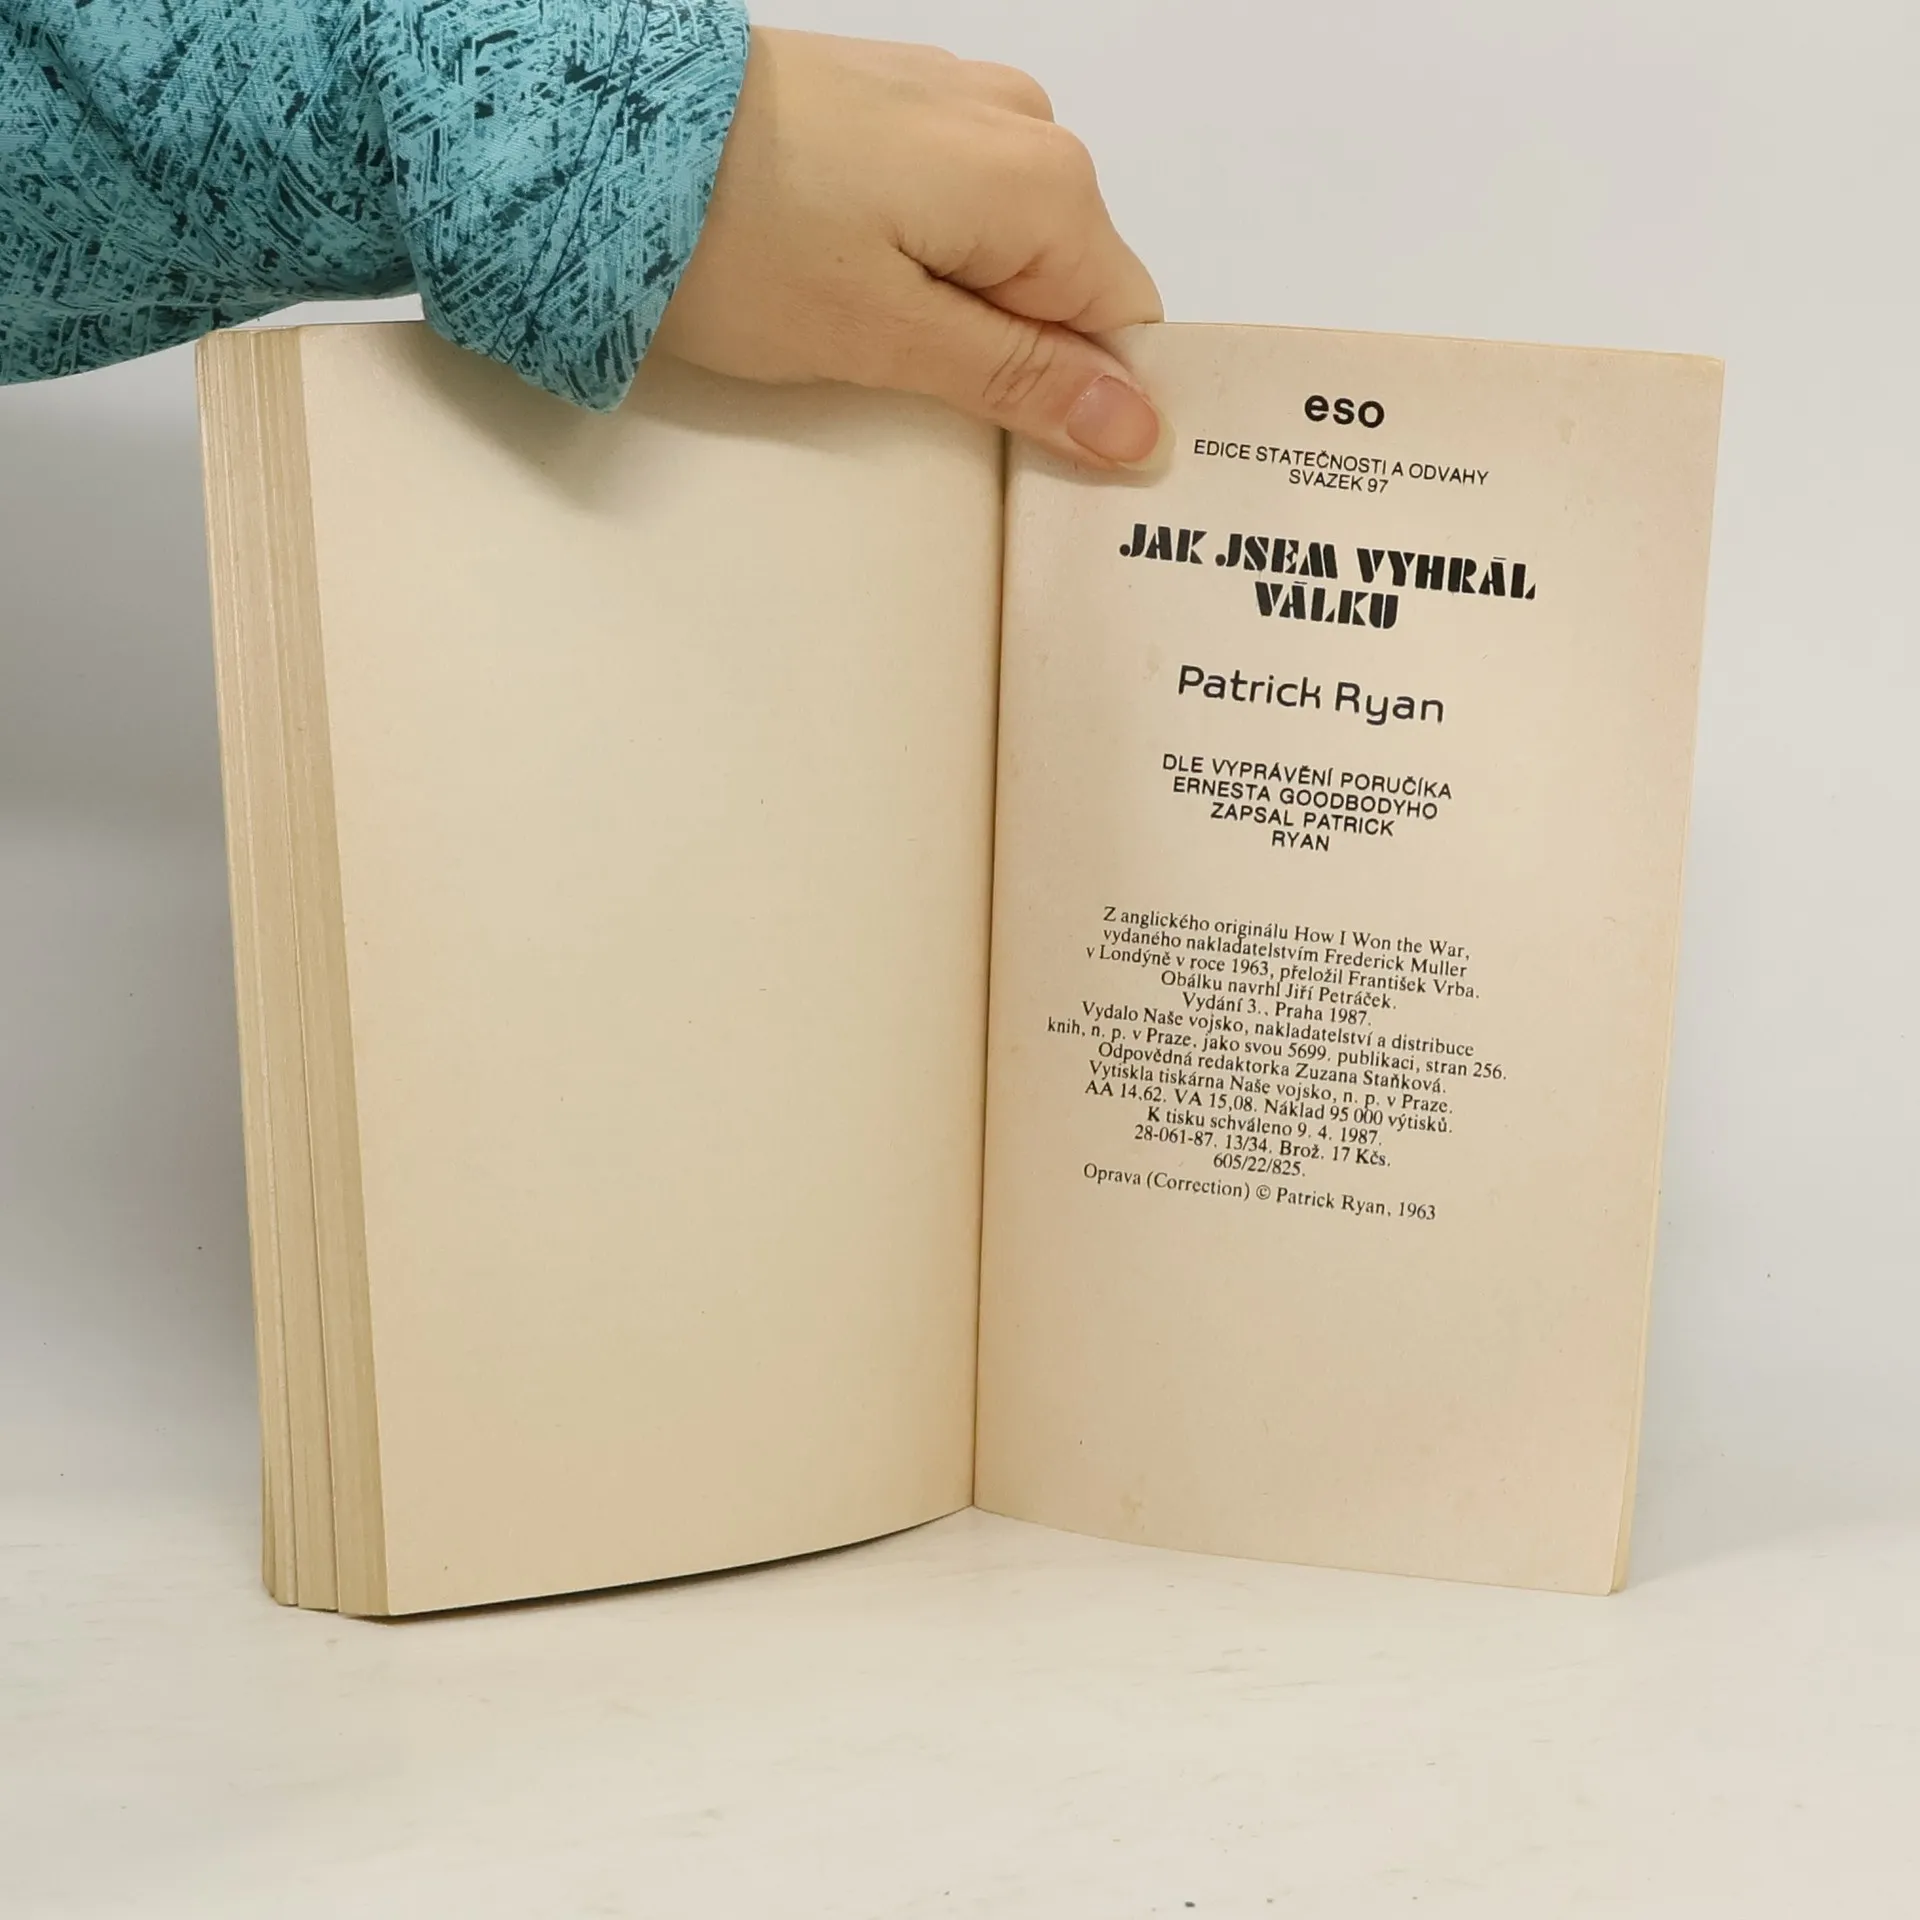 eso
EDICE STATEČNOSTI A ODVAHY
SVAZEK 97
JAK JSEM VYHRÁL
VÁLKU
Patrick Ryan
DLE VYPRÁVĚNÍ PORUČÍKA
ERNESTA GOODBODYHO
ZAPSAL PATRICK
RYAN
Z anglického originálu How I Won the War,
vydaného nakladatelstvím Frederick Muller
v Londýně v roce 1963, přeložil František Vrba.
Obálku navrhl Jiří Petráček.
Vydání 3., Praha 1987.
Vydalo Naše vojsko, nakladatelství a distribuce
knih, n. p. v Praze, jako svou 5699. publikaci, stran 256.
Odpovědná redaktorka Zuzana Staňková.
Vytiskla tiskárna Naše vojsko, n. p. v Praze.
AA 14,62. VA 15,08. Náklad 95 000 výtisků.
K tisku schváleno 9. 4. 1987.
28-061-87. 13/34. Brož. 17 Kčs.
605/22/825.
Oprava (Correction) © Patrick Ryan, 1963